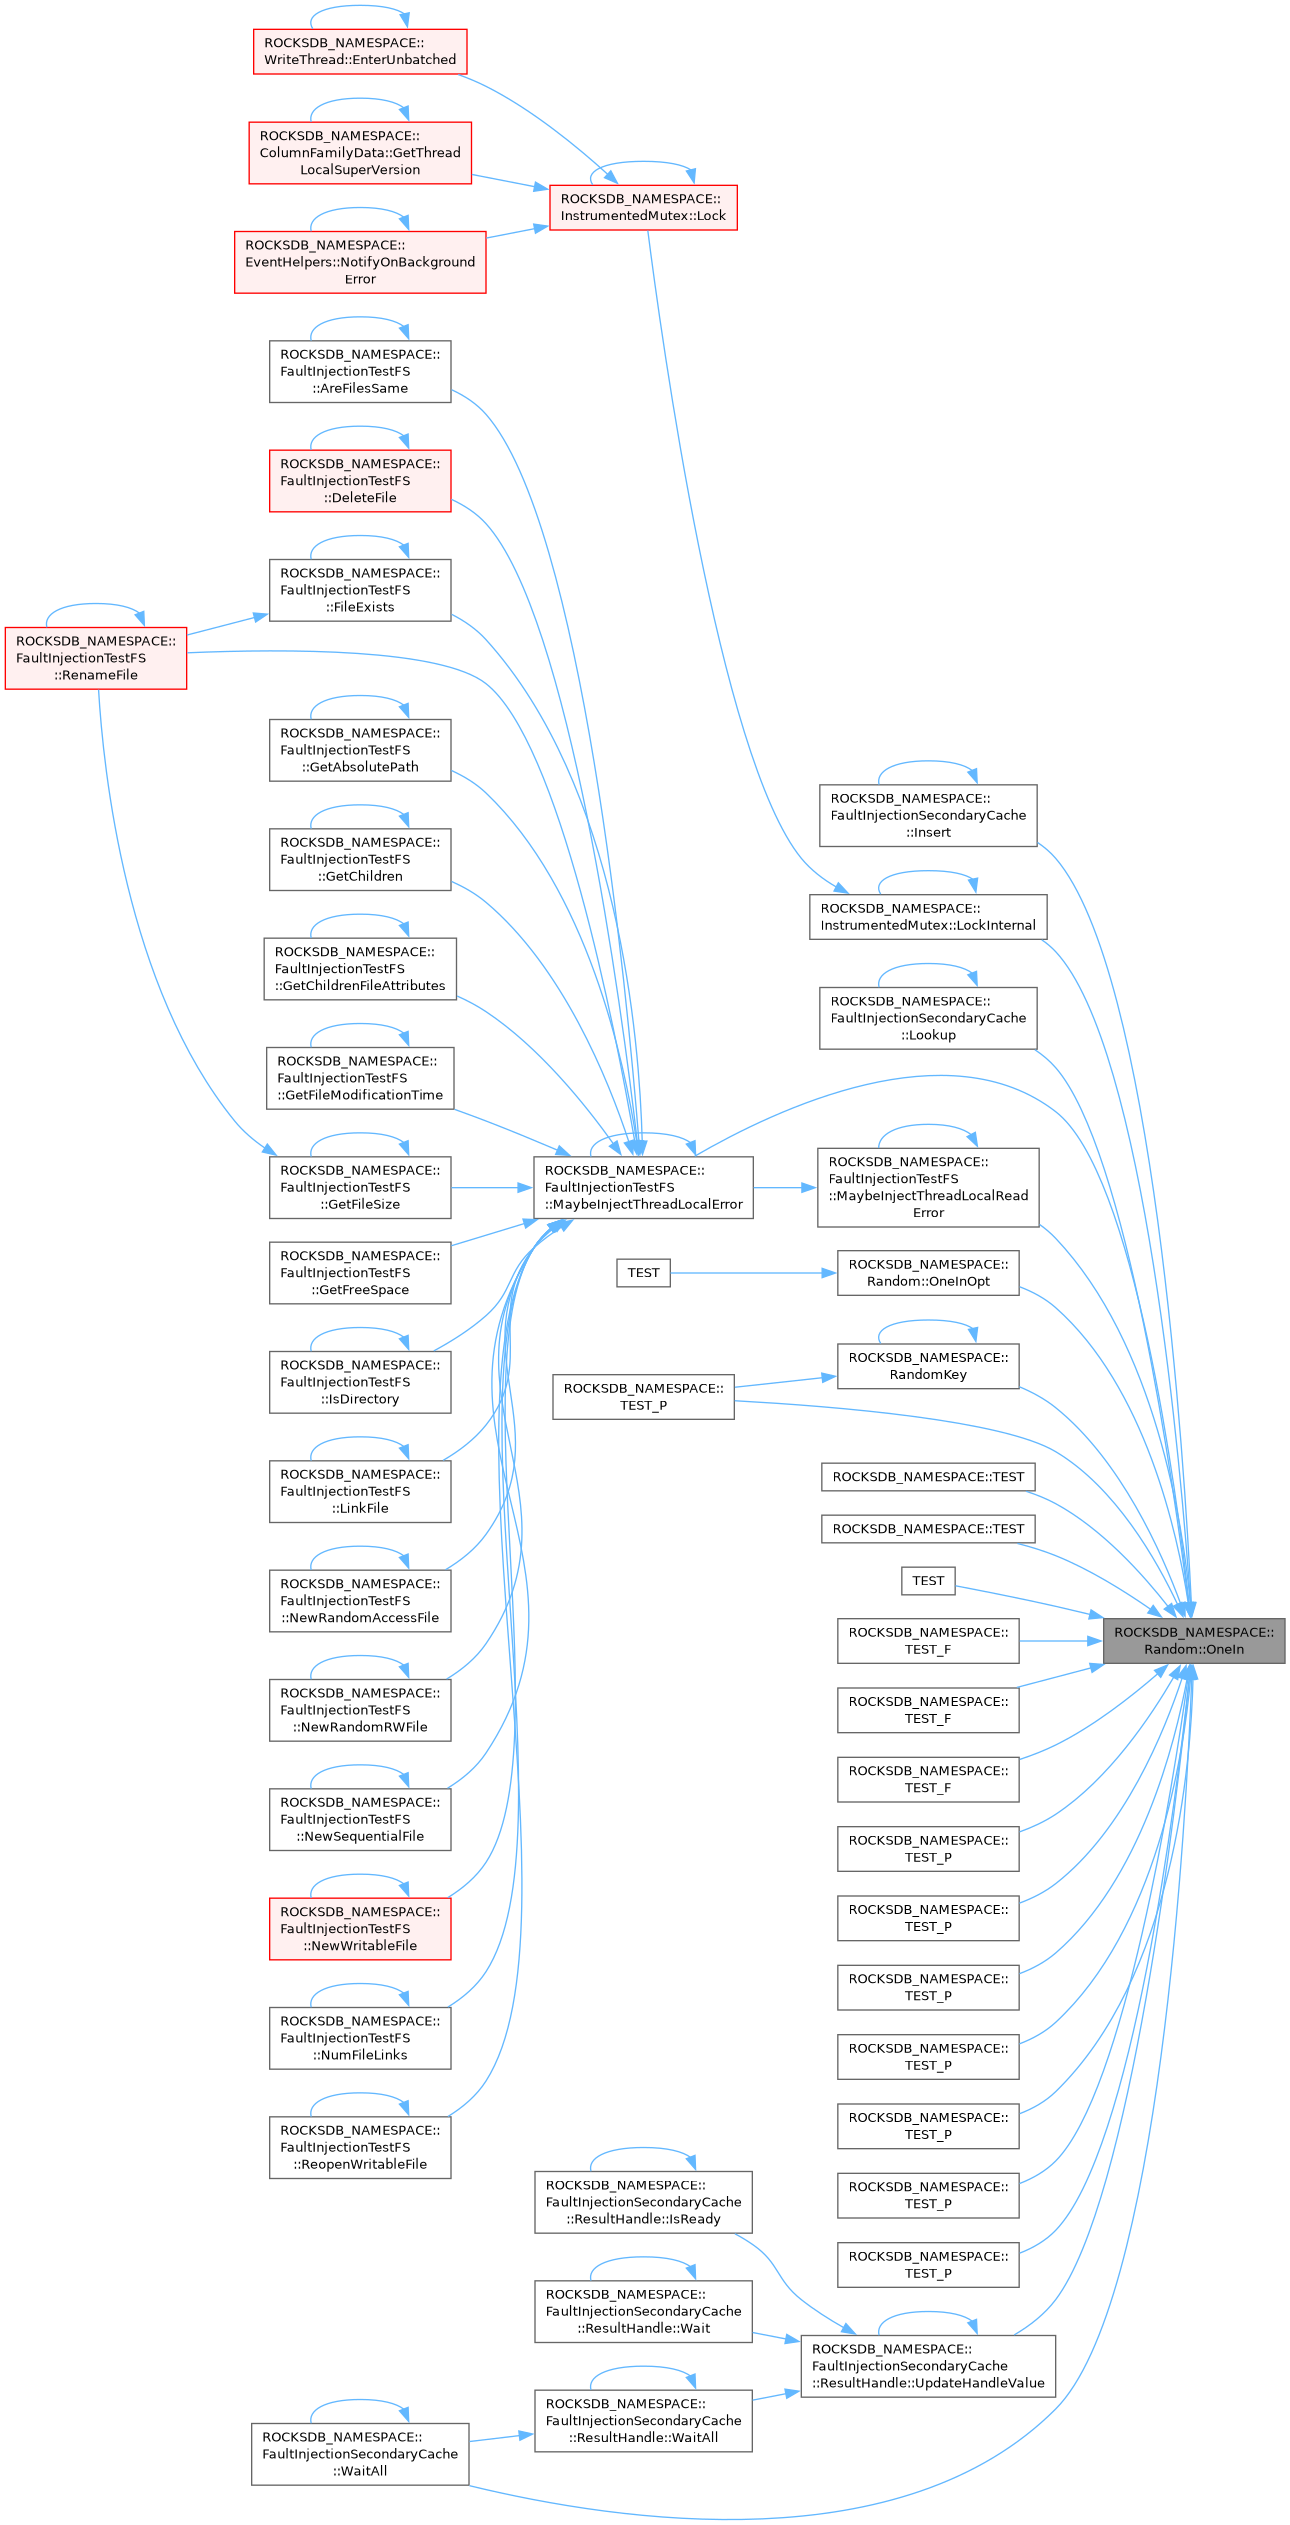 ROCKSDB_NAMESPACE::
WriteThread::EnterUnbatched
ROCKSDB_NAMESPACE::
ColumnFamilyData::GetThread
LocalSuperVersion
ROCKSDB_NAMESPACE::
InstrumentedMutex::Lock
ROCKSDB_NAMESPACE::
EventHelpers::NotifyOnBackground
Error
ROCKSDB_NAMESPACE::
FaultInjectionTestFS
::AreFilesSame
ROCKSDB_NAMESPACE::
FaultInjectionTestFS
::DeleteFile
ROCKSDB_NAMESPACE::
FaultInjectionTestFS
::FileExists
ROCKSDB_NAMESPACE::
FaultInjectionTestFS
::RenameFile
ROCKSDB_NAMESPACE::
FaultInjectionTestFS
::GetAbsolutePath
ROCKSDB_NAMESPACE::
FaultInjectionSecondaryCache
::Insert
ROCKSDB_NAMESPACE::
FaultInjectionTestFS
::GetChildren
ROCKSDB_NAMESPACE::
InstrumentedMutex::LockInternal
ROCKSDB_NAMESPACE::
FaultInjectionTestFS
::GetChildrenFileAttributes
ROCKSDB_NAMESPACE::
FaultInjectionSecondaryCache
::Lookup
ROCKSDB_NAMESPACE::
FaultInjectionTestFS
::GetFileModificationTime
ROCKSDB_NAMESPACE::
FaultInjectionTestFS
::GetFileSize
ROCKSDB_NAMESPACE::
FaultInjectionTestFS
::MaybeInjectThreadLocalError
ROCKSDB_NAMESPACE::
FaultInjectionTestFS
::MaybeInjectThreadLocalRead
Error
ROCKSDB_NAMESPACE::
FaultInjectionTestFS
::GetFreeSpace
TEST
ROCKSDB_NAMESPACE::
Random::OneInOpt
ROCKSDB_NAMESPACE::
FaultInjectionTestFS
::IsDirectory
ROCKSDB_NAMESPACE::
RandomKey
ROCKSDB_NAMESPACE::
TEST_P
ROCKSDB_NAMESPACE::
FaultInjectionTestFS
::LinkFile
ROCKSDB_NAMESPACE::TEST
ROCKSDB_NAMESPACE::TEST
ROCKSDB_NAMESPACE::
FaultInjectionTestFS
::NewRandomAccessFile
TEST
ROCKSDB_NAMESPACE::
Random::OneIn
ROCKSDB_NAMESPACE::
TEST_F
ROCKSDB_NAMESPACE::
FaultInjectionTestFS
::NewRandomRWFile
ROCKSDB_NAMESPACE::
TEST_F
ROCKSDB_NAMESPACE::
TEST_F
ROCKSDB_NAMESPACE::
FaultInjectionTestFS
::NewSequentialFile
ROCKSDB_NAMESPACE::
TEST_P
ROCKSDB_NAMESPACE::
FaultInjectionTestFS
::NewWritableFile
ROCKSDB_NAMESPACE::
TEST_P
ROCKSDB_NAMESPACE::
TEST_P
ROCKSDB_NAMESPACE::
FaultInjectionTestFS
::NumFileLinks
ROCKSDB_NAMESPACE::
TEST_P
ROCKSDB_NAMESPACE::
FaultInjectionTestFS
::ReopenWritableFile
ROCKSDB_NAMESPACE::
TEST_P
ROCKSDB_NAMESPACE::
TEST_P
ROCKSDB_NAMESPACE::
FaultInjectionSecondaryCache
::ResultHandle::IsReady
ROCKSDB_NAMESPACE::
TEST_P
ROCKSDB_NAMESPACE::
FaultInjectionSecondaryCache
::ResultHandle::Wait
ROCKSDB_NAMESPACE::
FaultInjectionSecondaryCache
::ResultHandle::UpdateHandleValue
ROCKSDB_NAMESPACE::
FaultInjectionSecondaryCache
::ResultHandle::WaitAll
ROCKSDB_NAMESPACE::
FaultInjectionSecondaryCache
::WaitAll